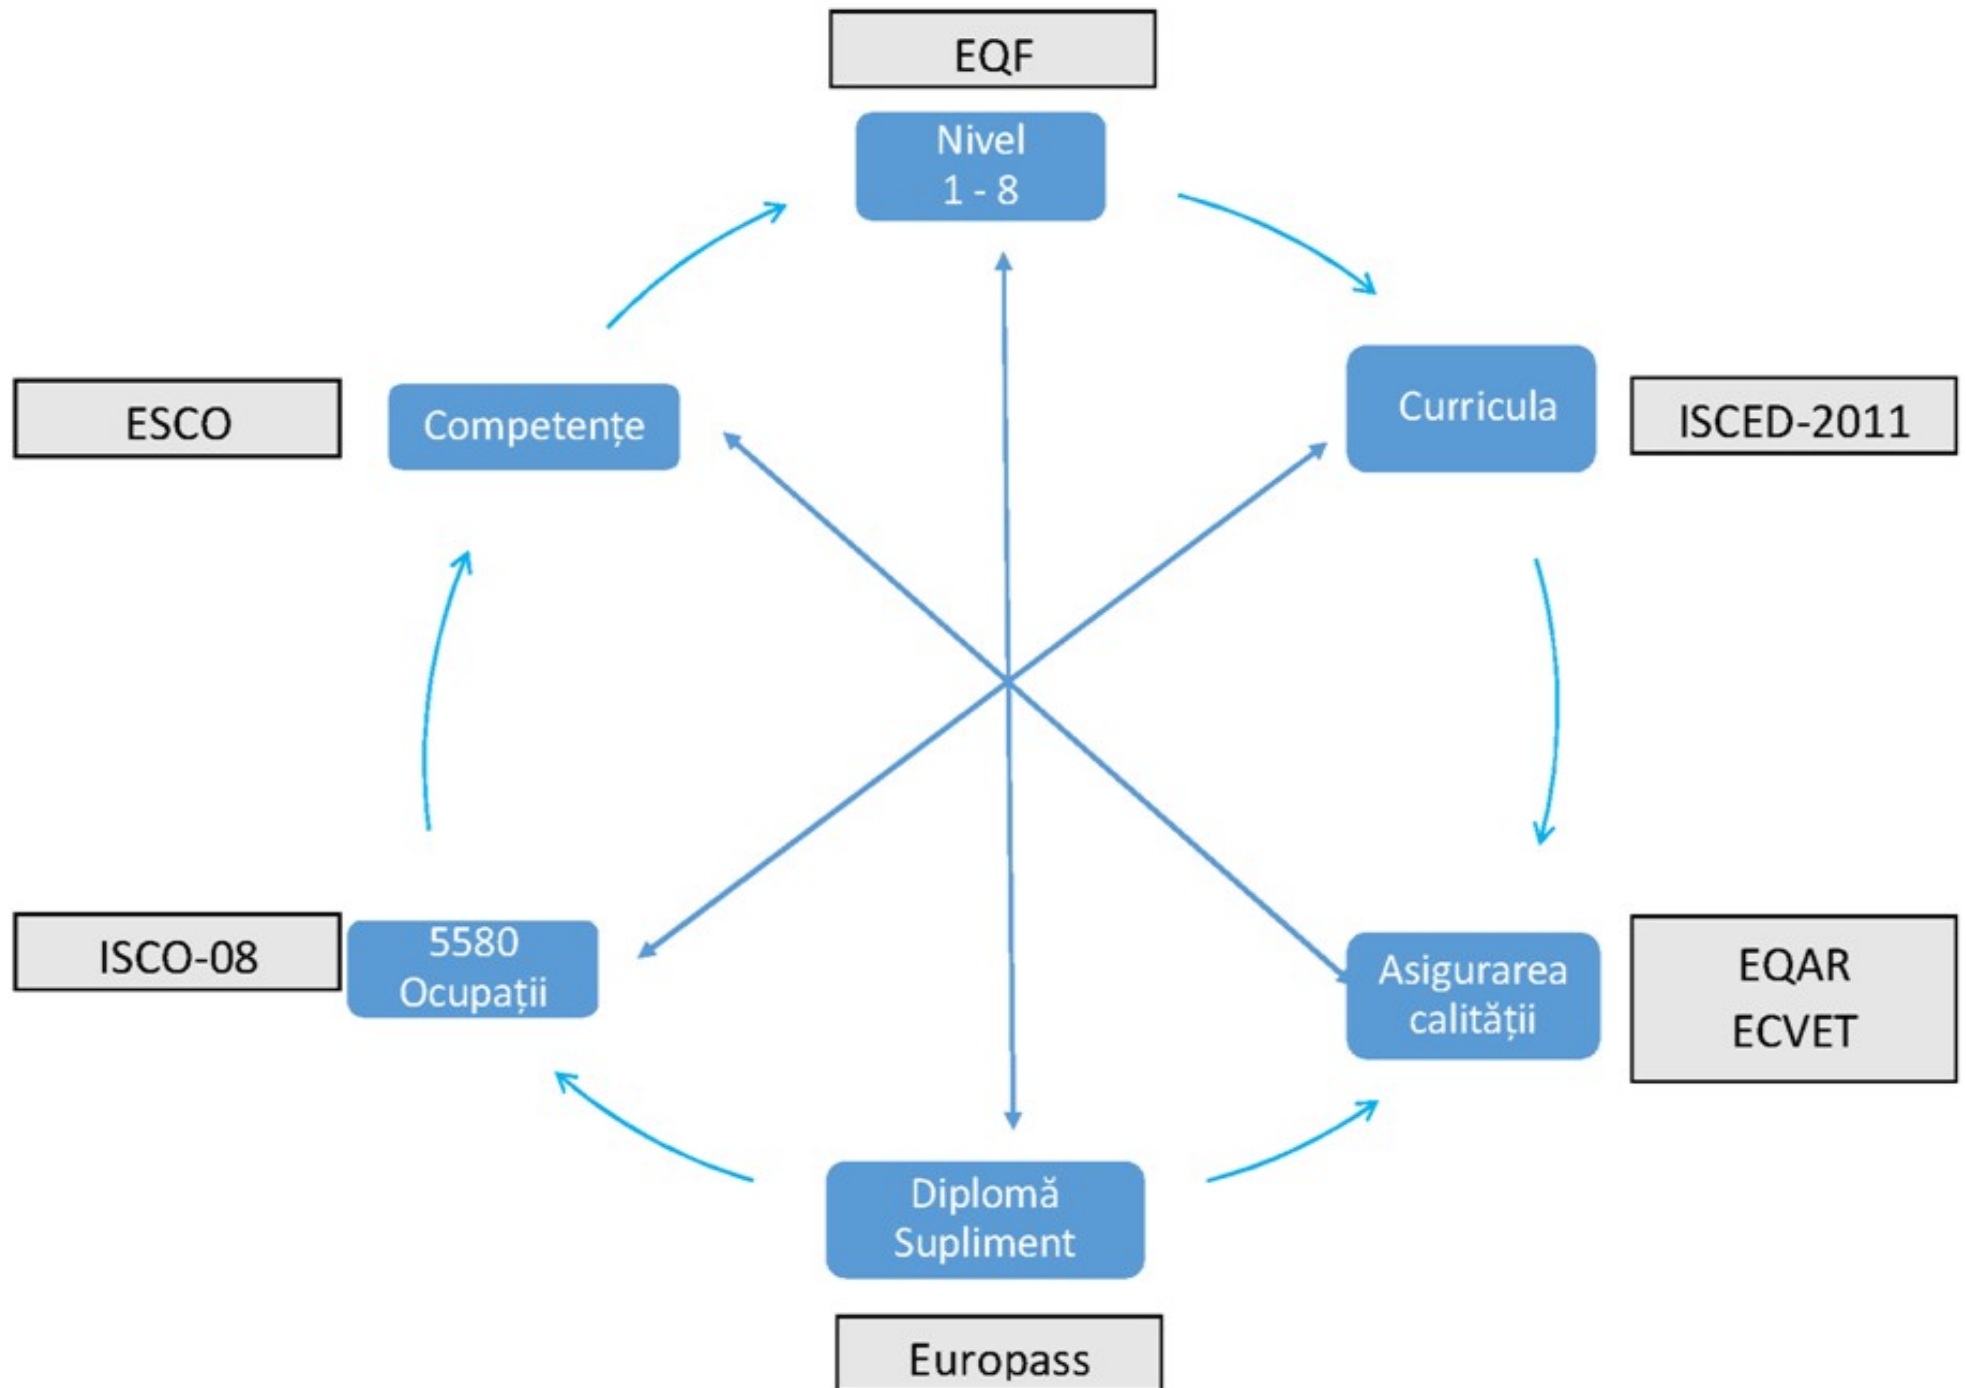 EQF
Nivel
1 - 8
ESCO
Competențe
Curricula
ISCED-2011
ISCO-08
5580
Ocupații
Asigurarea
calității
EQAR
ECVET
Diplomă
Supliment
Europass